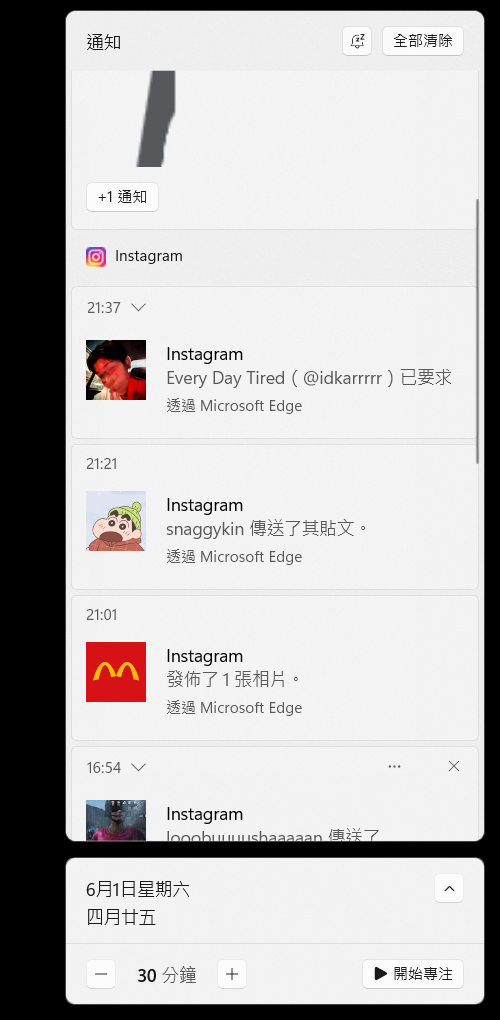 通知
全部清除
+1 通知
Instagram
21:37
Instagram
Every Day Tired（@idkarrrrr）已要求
透過 Microsoft Edge
21:21
Instagram
snaggykin 傳送了其貼文。
透過 Microsoft Edge
21:01
Instagram
發佈了 1 張相片。
透過 Microsoft Edge
16:54
Instagram
looobuuuushaaaaan 傳送了
6月1日星期六
四月廿五
30 分鐘
開始專注